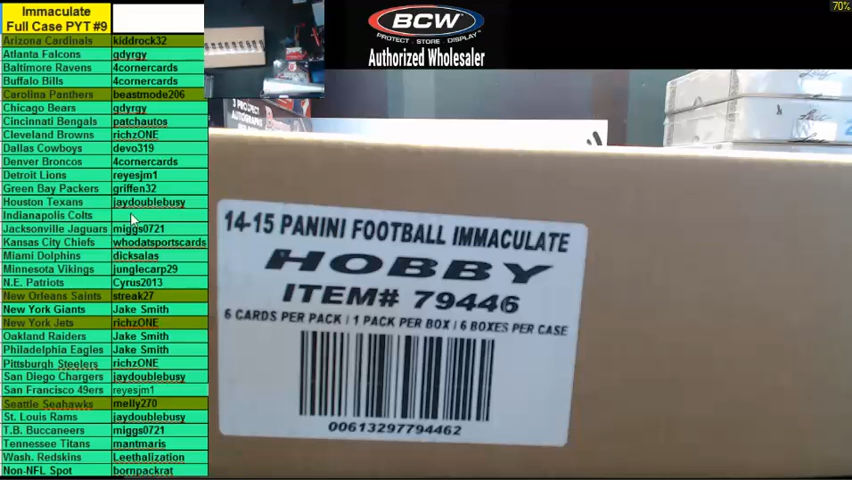 Immaculate
Full Case PYT #9
Arizona Cardinals kiddrock32
Atlanta Falcons gdyrgy
Baltimore Ravens 4cornercards
Buffalo Bills 4cornercards
Carolina Panthers beastmode206
Chicago Bears gdyrgy
Cincinnati Bengals patchautos
Cleveland Browns richzONE
Dallas Cowboys devo319
Denver Broncos 4cornercards
Detroit Lions reyesjm1
Green Bay Packers griffen32
Houston Texans jaydoublebusy
Indianapolis Colts
Jacksonville Jaguars miggs0721
Kansas City Chiefs whodatsportscards
Miami Dolphins dicksalas
Minnesota Vikings junglecarp29
N.E. Patriots Cyrus2013
New Orleans Saints streak27
New York Giants Jake Smith
New York Jets richzONE
Oakland Raiders Jake Smith
Philadelphia Eagles Jake Smith
Pittsburgh Steelers richzONE
San Diego Chargers jaydoublebusy
San Francisco 49ers reyesjm1
Seattle Seahawks melly270
St. Louis Rams jaydoublebusy
T.B. Buccaneers miggs0721
Tennessee Titans mantmaris
Wash. Redskins Leethalization
Non-NFL Spot bornpackrat
BCW
PROTECT · STORE · DISPLAY
Authorized Wholesaler
70%
14-15 PANINI FOOTBALL IMMACULATE
HOBBY
ITEM# 79446
6 CARDS PER PACK / 1 PACK PER BOX / 6 BOXES PER CASE
00613297794462